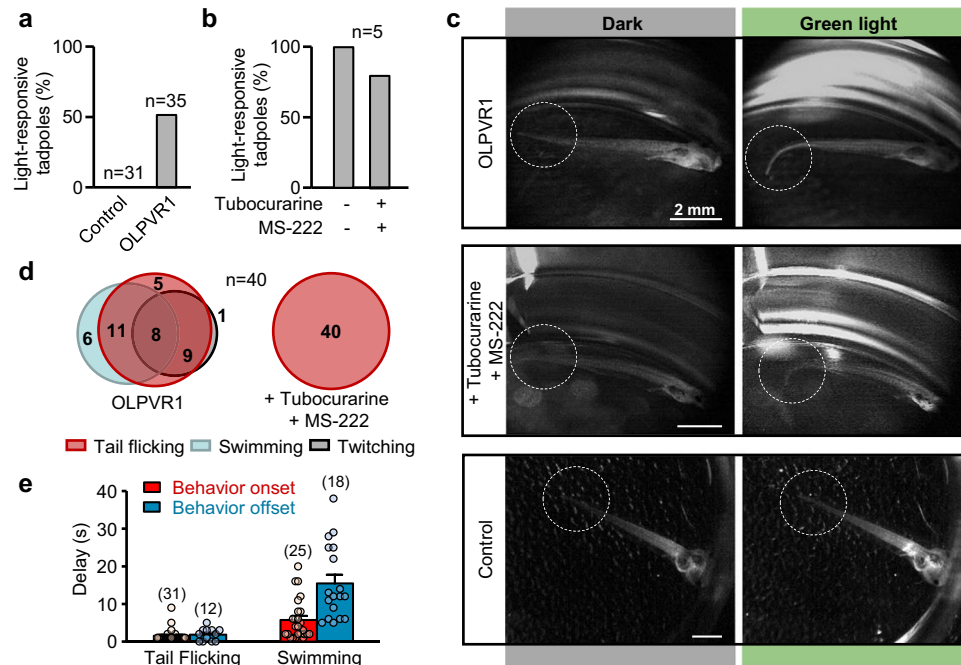 a
Light-responsive
tadpoles (%)
100
50
0
n=31
n=35
Control
OLPVR1
b
Light-responsive
tadpoles (%)
100
50
0
n=5
Tubocurarine - +
MS-222 - +
c
Dark
Green light
OLPVR1
2 mm
+ Tubocurarine
+ MS-222
Control
d
n=40
5
1
6
11
8
9
OLPVR1
40
+ Tubocurarine
+ MS-222
Tail flicking
Swimming
Twitching
e
Behavior onset
Behavior offset
Delay (s)
40
30
20
10
0
(31)
(12)
(25)
(18)
Tail Flicking
Swimming